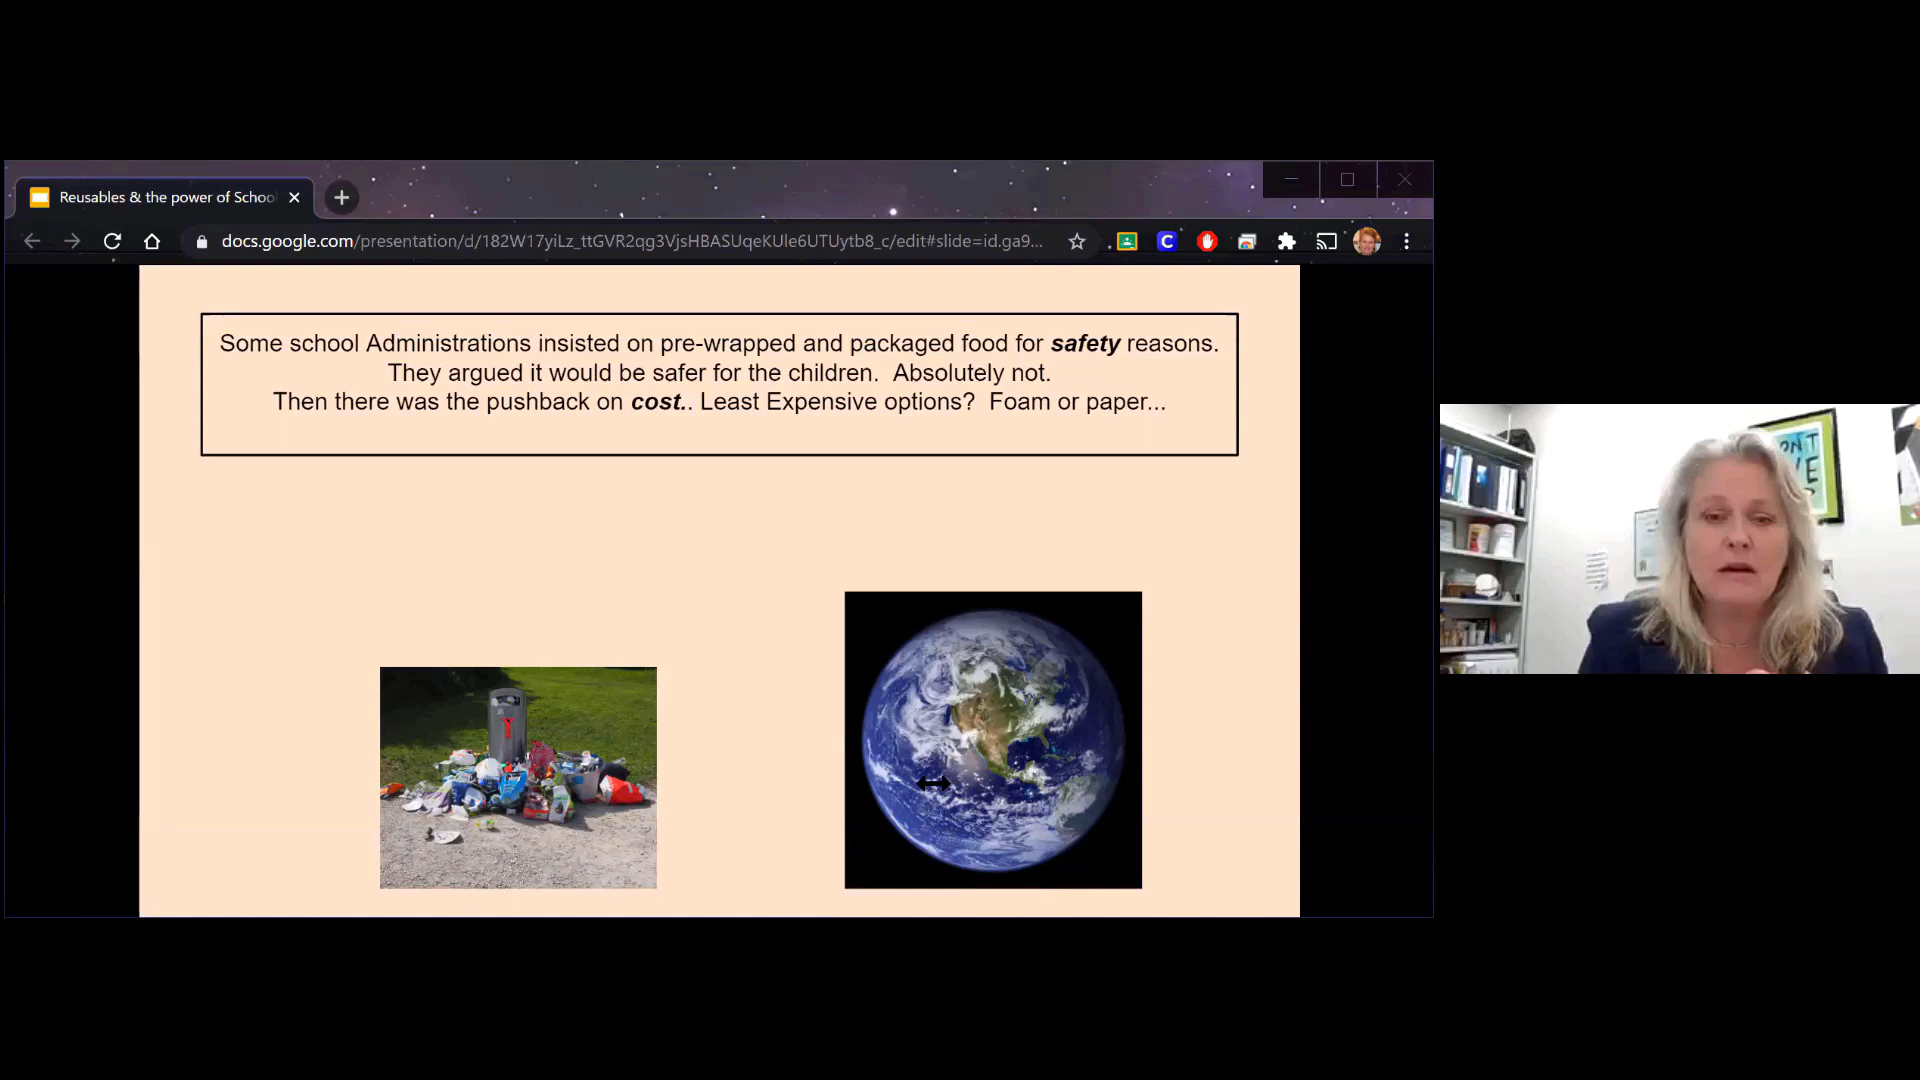 Reusables & the power of School
docs.google.com/presentation/d/182W17yiLz_ttGVR2qg3VjsHBASUqeKUle6UTUytb8_c/edit#slide=id.ga9...
C
Some school Administrations insisted on pre-wrapped and packaged food for safety reasons.
They argued it would be safer for the children. Absolutely not.
Then there was the pushback on cost.. Least Expensive options? Foam or paper...